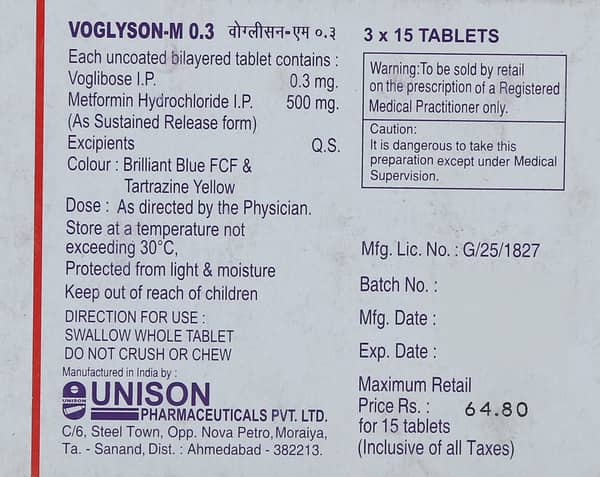 VOGLYSON-M 0.3 वोग्लीसन-एम ०.३
Each uncoated bilayered tablet contains :
Voglibose I.P. 0.3 mg.
Metformin Hydrochloride I.P. 500 mg.
(As Sustained Release form)
Excipients Q.S.
Colour : Brilliant Blue FCF &
Tartrazine Yellow
Dose : As directed by the Physician.
Store at a temperature not
exceeding 30°C,
Protected from light & moisture
Keep out of reach of children
DIRECTION FOR USE :
SWALLOW WHOLE TABLET
DO NOT CRUSH OR CHEW
Manufactured in India by :
UNISON
UNISON
PHARMACEUTICALS PVT. LTD.
C/6, Steel Town, Opp. Nova Petro, Moraiya,
Ta. - Sanand, Dist. : Ahmedabad - 382213.
3 x 15 TABLETS
Warning:To be sold by retail
on the prescription of a Registered
Medical Practitioner only.
Caution:
It is dangerous to take this
preparation except under Medical
Supervision.
Mfg. Lic. No. : G/25/1827
Batch No. :
Mfg. Date :
Exp. Date :
Maximum Retail
Price Rs. : 64.80
for 15 tablets
(Inclusive of all Taxes)